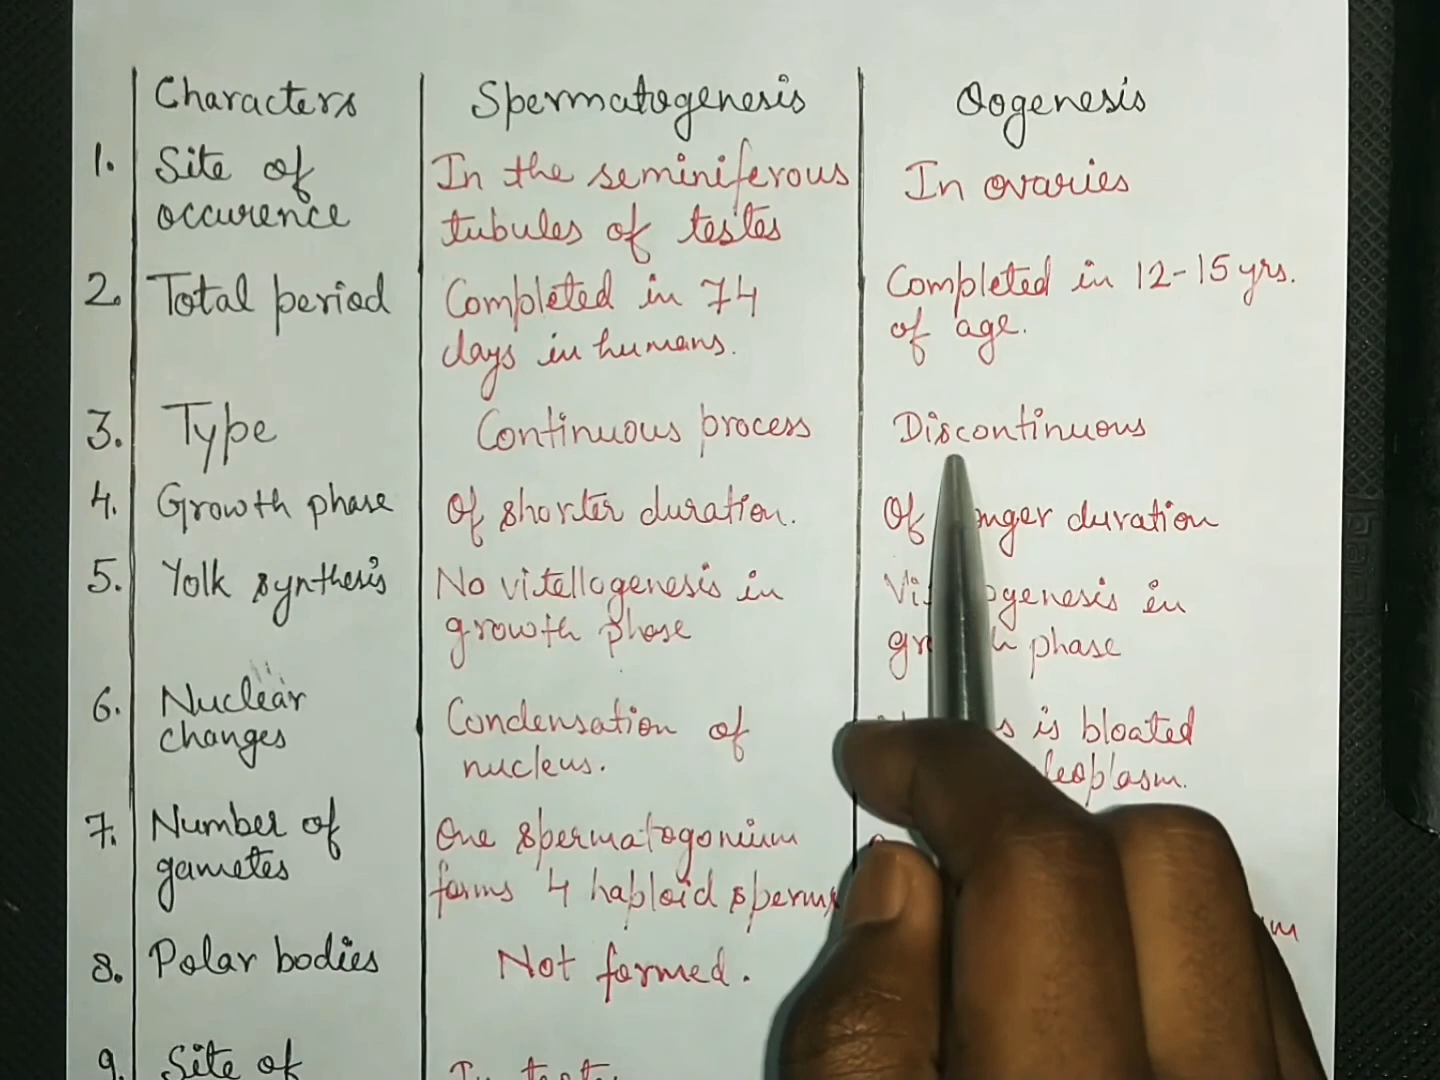 Characters Spermatogenesis Oogenesis
1. Site of In the seminiferous In ovaries
occurence tubules of testes
2. Total period Completed in 74 Completed in 12-15 yrs.
days in humans. of age.
3. Type Continuous process Discontinuous
4. Growth phase Of shorter duration. Of duration
5. Yolk synthesis No vitellogenesis in in
growth phase phase
6. Nuclear Condensation of is bloated
changes nucleus.
7. Number of One spermatogonium
gametes forms 4 haploid sperms
8. Polar bodies Not formed.
9. Site of In